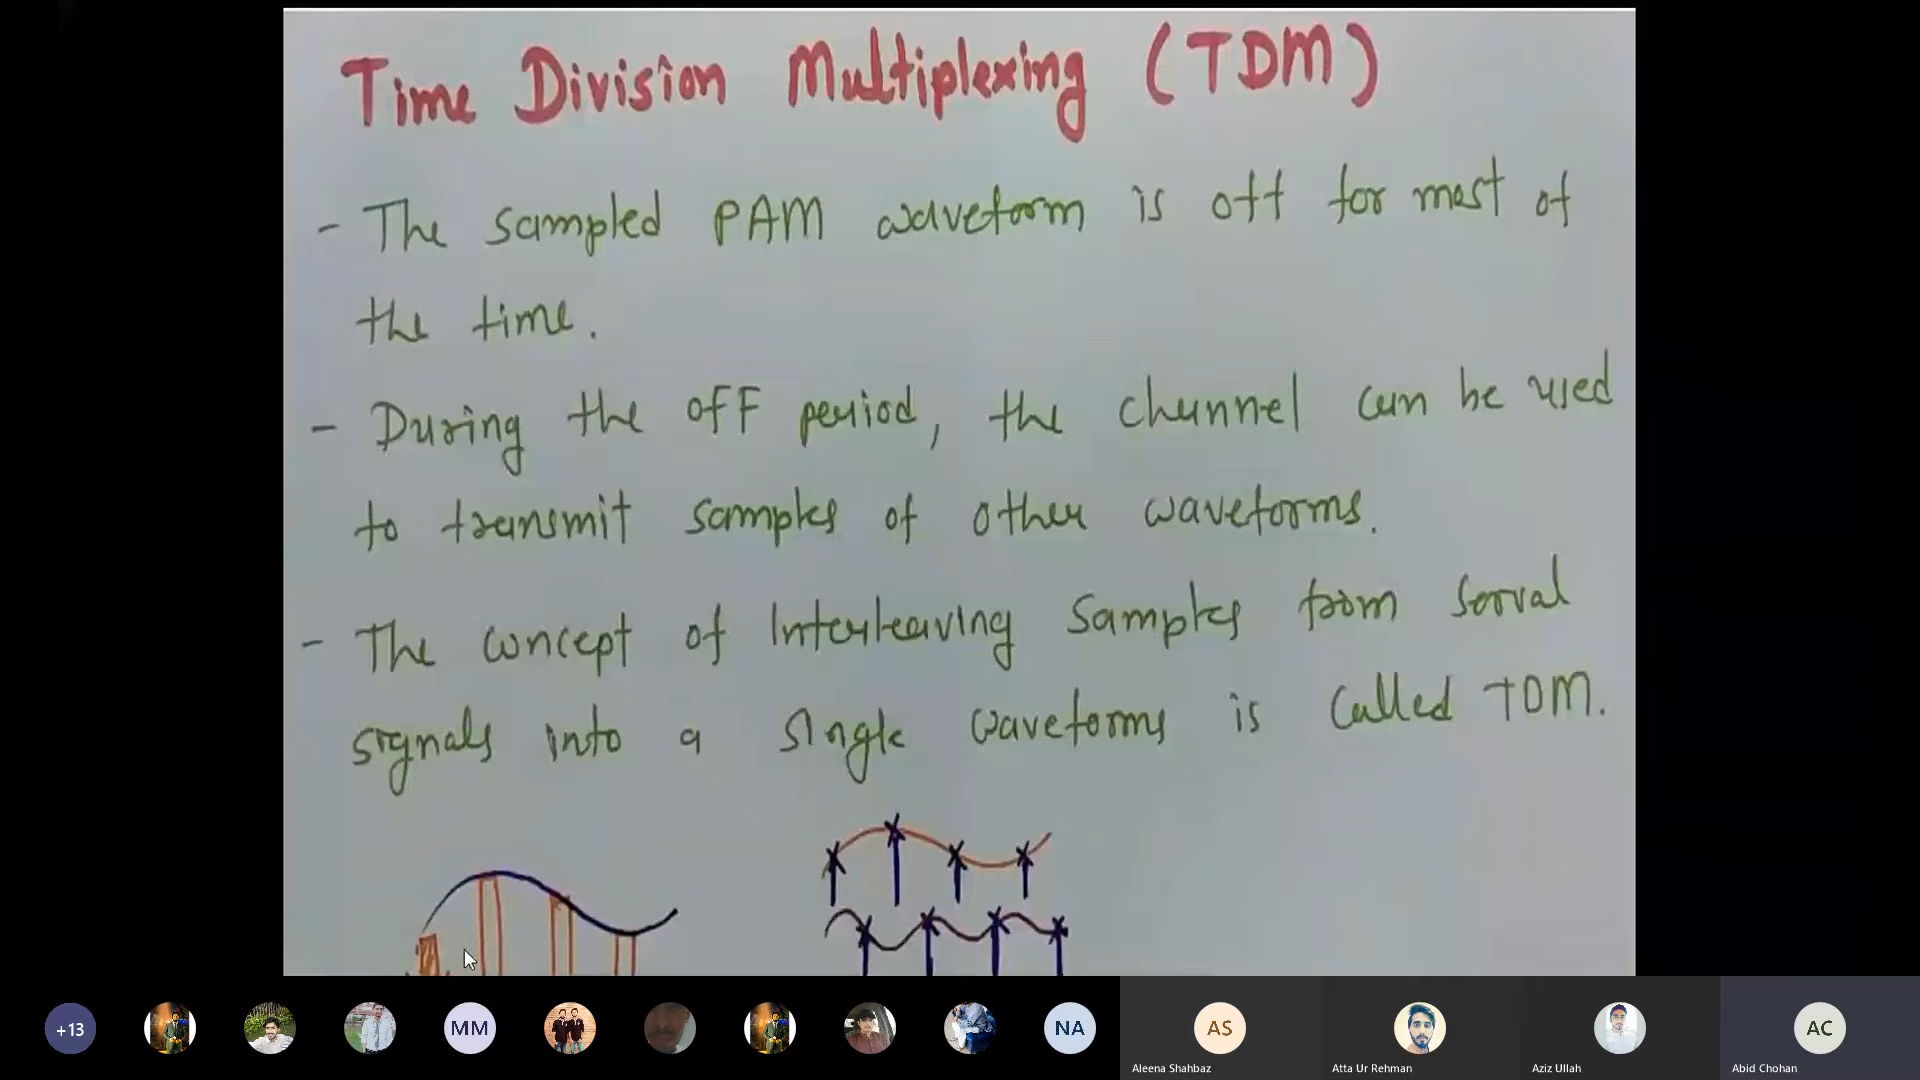 Time Division Multiplexing (TDM)
- The sampled PAM waveform is off for most of
the time.
- During the OFF period, the channel can be used
to transmit samples of other waveforms.
- The concept of Interleaving samples from serval
signals into a single waveforms is called TDM.
+13
MM
NA
AS
AC
Aleena Shahbaz
Atta Ur Rehman
Aziz Ullah
Abid Chohan